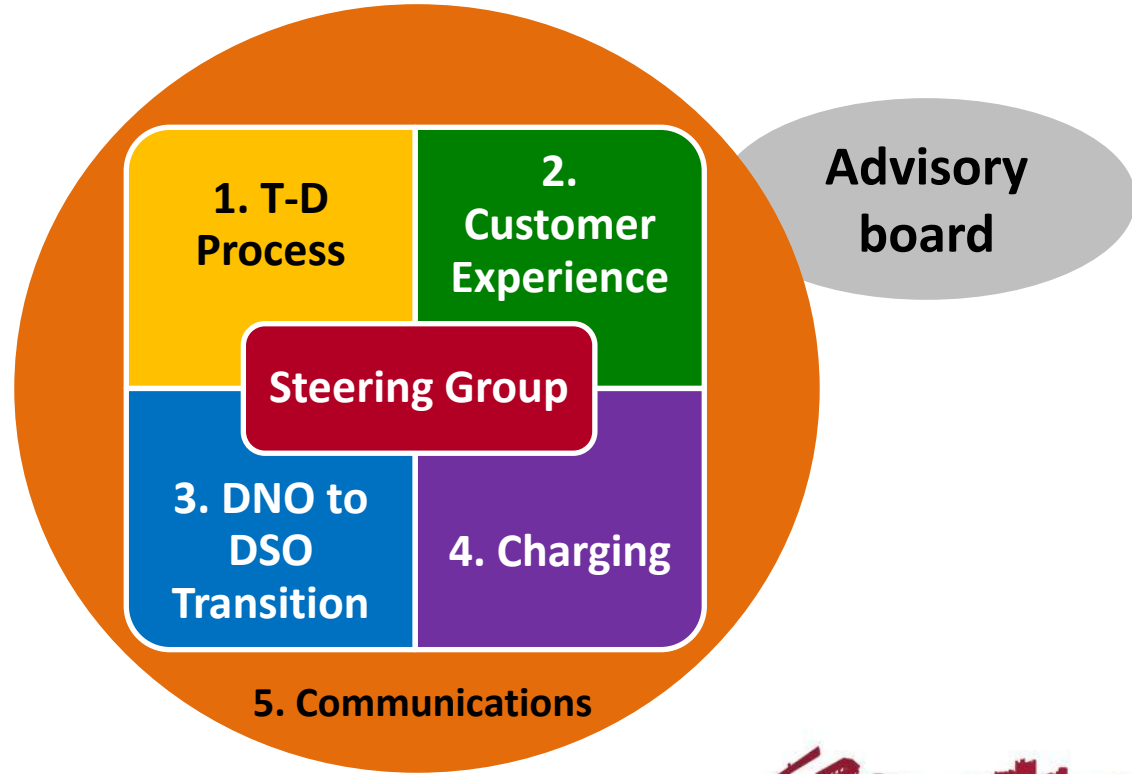 1. T-D
Process
2.
Customer
Experience
Advisory
board
Steering Group
3. DNO to
DSO
Transition
4. Charging
5. Communications